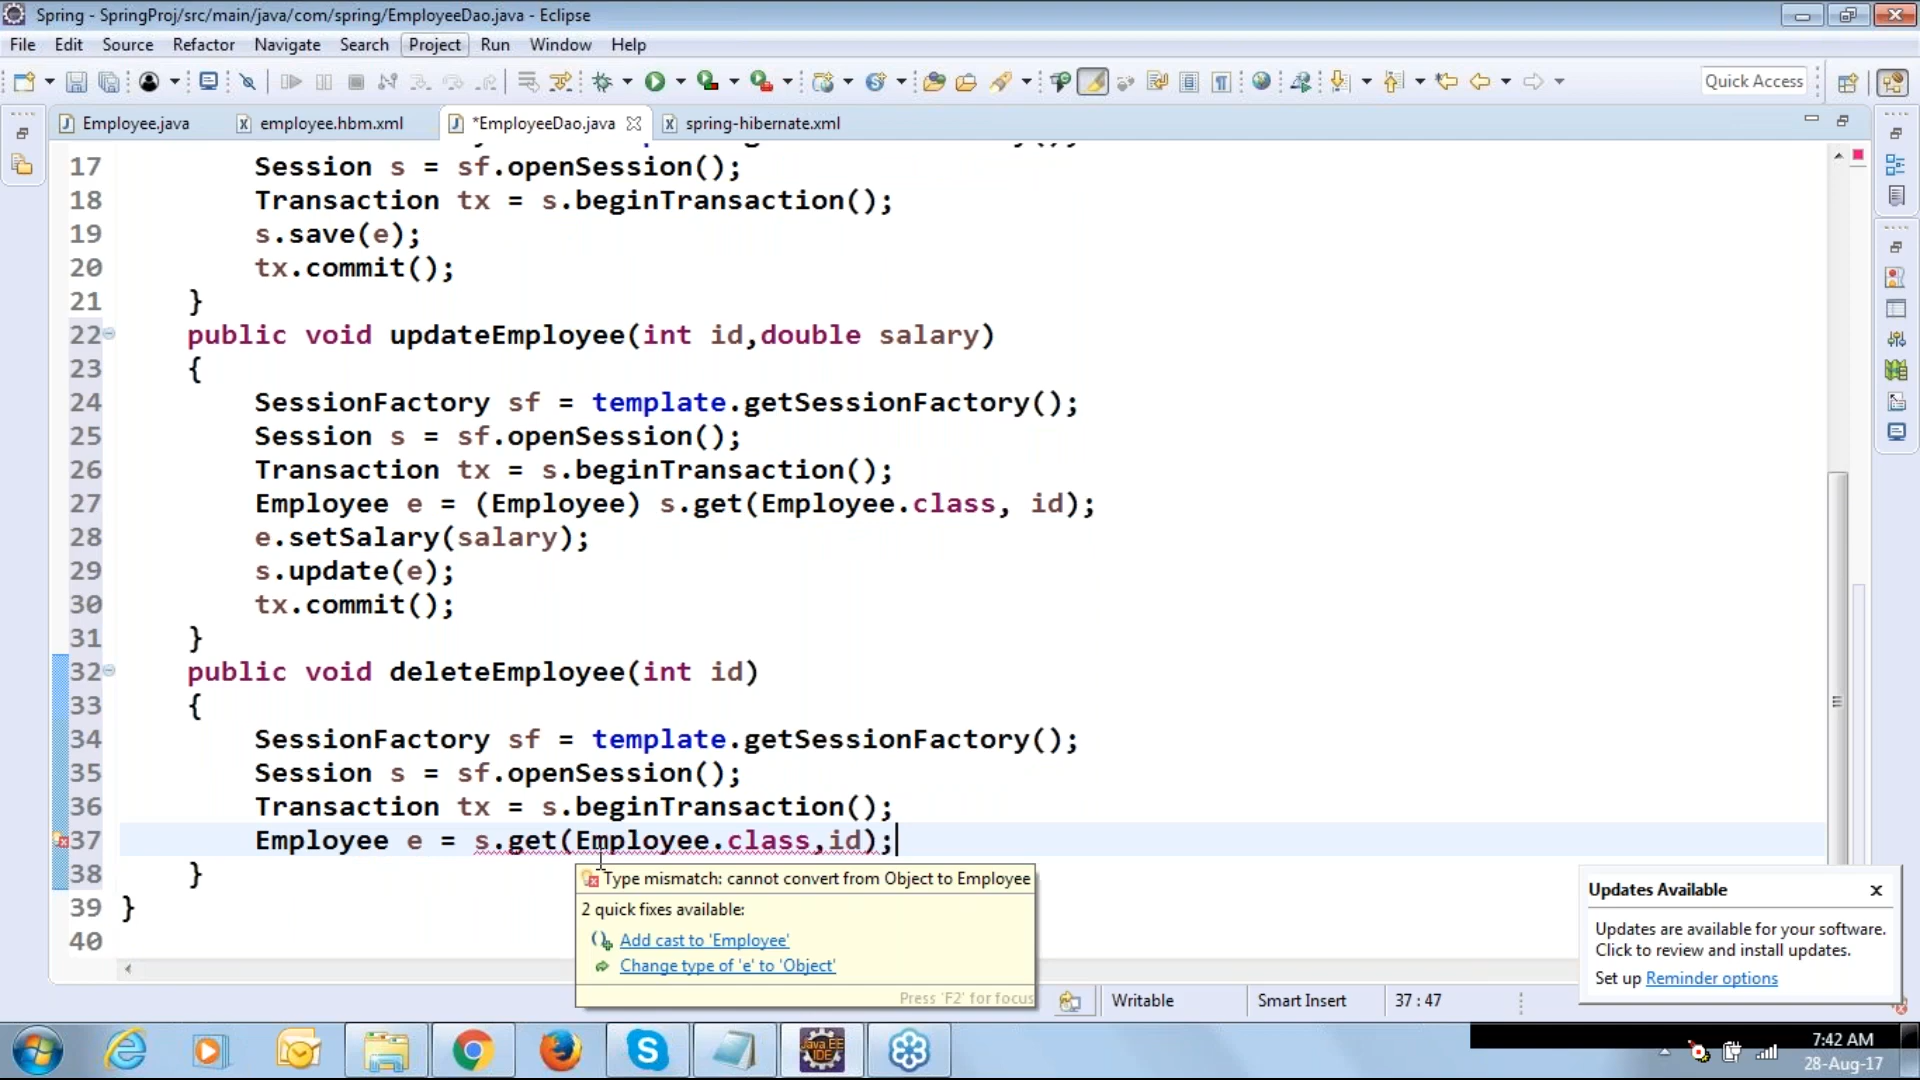 Spring - SpringProj/src/main/java/com/spring/EmployeeDao.java - Eclipse
File Edit Source Refactor Navigate Search Project Run Window Help
Quick Access
Employee.java employee.hbm.xml *EmployeeDao.java spring-hibernate.xml
17 Session s = sf.openSession();
18 Transaction tx = s.beginTransaction();
19 s.save(e);
20 tx.commit();
21 }
22 public void updateEmployee(int id,double salary)
23 {
24 SessionFactory sf = template.getSessionFactory();
25 Session s = sf.openSession();
26 Transaction tx = s.beginTransaction();
27 Employee e = (Employee) s.get(Employee.class, id);
28 e.setSalary(salary);
29 s.update(e);
30 tx.commit();
31 }
32 public void deleteEmployee(int id)
33 {
34 SessionFactory sf = template.getSessionFactory();
35 Session s = sf.openSession();
36 Transaction tx = s.beginTransaction();
37 Employee e = s.get(Employee.class,id);
38 }
39 }
40
Type mismatch: cannot convert from Object to Employee
2 quick fixes available:
Add cast to 'Employee'
Change type of 'e' to 'Object'
Press 'F2' for focus
Updates Available
Updates are available for your software.
Click to review and install updates.
Set up Reminder options
Writable Smart Insert 37 : 47
Java EE
IDE
7:42 AM
28-Aug-17